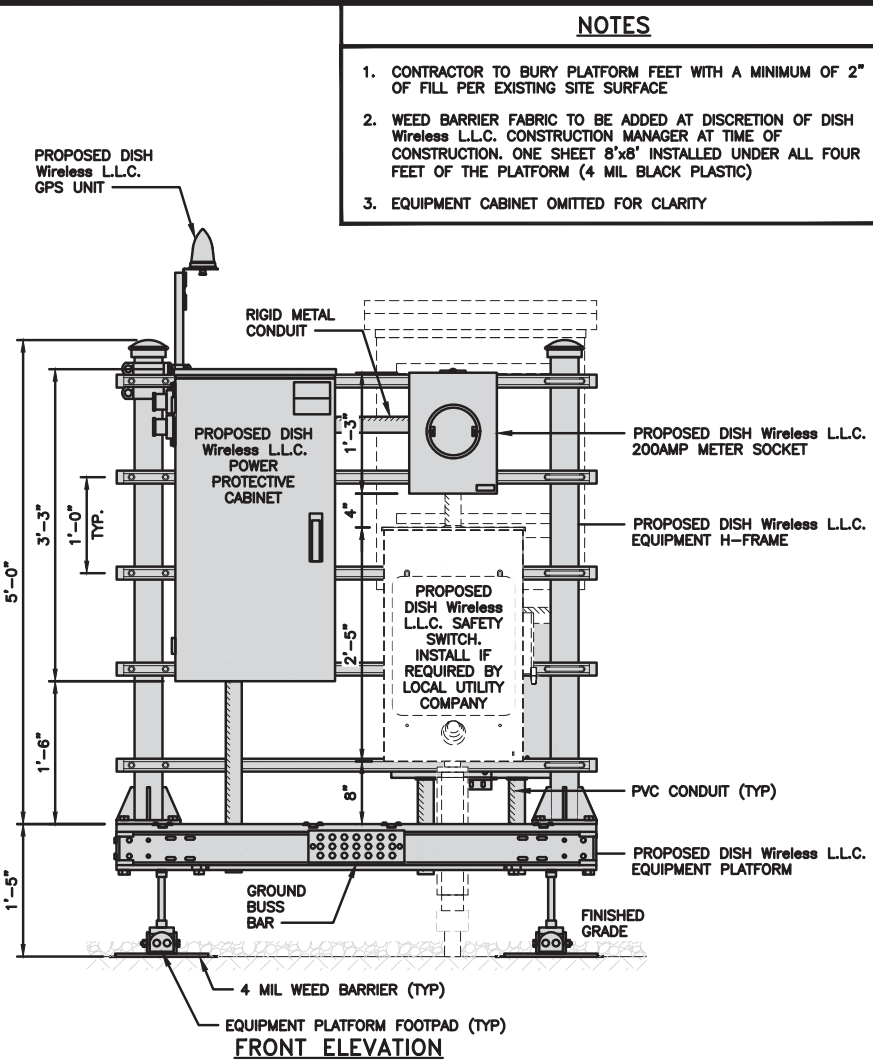 NOTES
1. CONTRACTOR TO BURY PLATFORM FEET WITH A MINIMUM OF 2"
OF FILL PER EXISTING SITE SURFACE
2. WEED BARRIER FABRIC TO BE ADDED AT DISCRETION OF DISH
Wireless L.L.C. CONSTRUCTION MANAGER AT TIME OF
CONSTRUCTION. ONE SHEET 8'x8' INSTALLED UNDER ALL FOUR
FEET OF THE PLATFORM (4 MIL BLACK PLASTIC)
3. EQUIPMENT CABINET OMITTED FOR CLARITY
PROPOSED DISH
Wireless L.L.C.
GPS UNIT
RIGID METAL
CONDUIT
PROPOSED DISH
Wireless L.L.C.
POWER
PROTECTIVE
CABINET
PROPOSED DISH Wireless L.L.C.
200AMP METER SOCKET
PROPOSED DISH Wireless L.L.C.
EQUIPMENT H-FRAME
PROPOSED
DISH Wireless
L.L.C. SAFETY
SWITCH.
INSTALL IF
REQUIRED BY
LOCAL UTILITY
COMPANY
5'-0"
3'-3"
1'-0"
TYP.
1'-3"
4"
2'-5"
1'-6"
8"
1'-5"
PVC CONDUIT (TYP)
PROPOSED DISH Wireless L.L.C.
EQUIPMENT PLATFORM
GROUND
BUSS
BAR
FINISHED
GRADE
4 MIL WEED BARRIER (TYP)
EQUIPMENT PLATFORM FOOTPAD (TYP)
FRONT ELEVATION